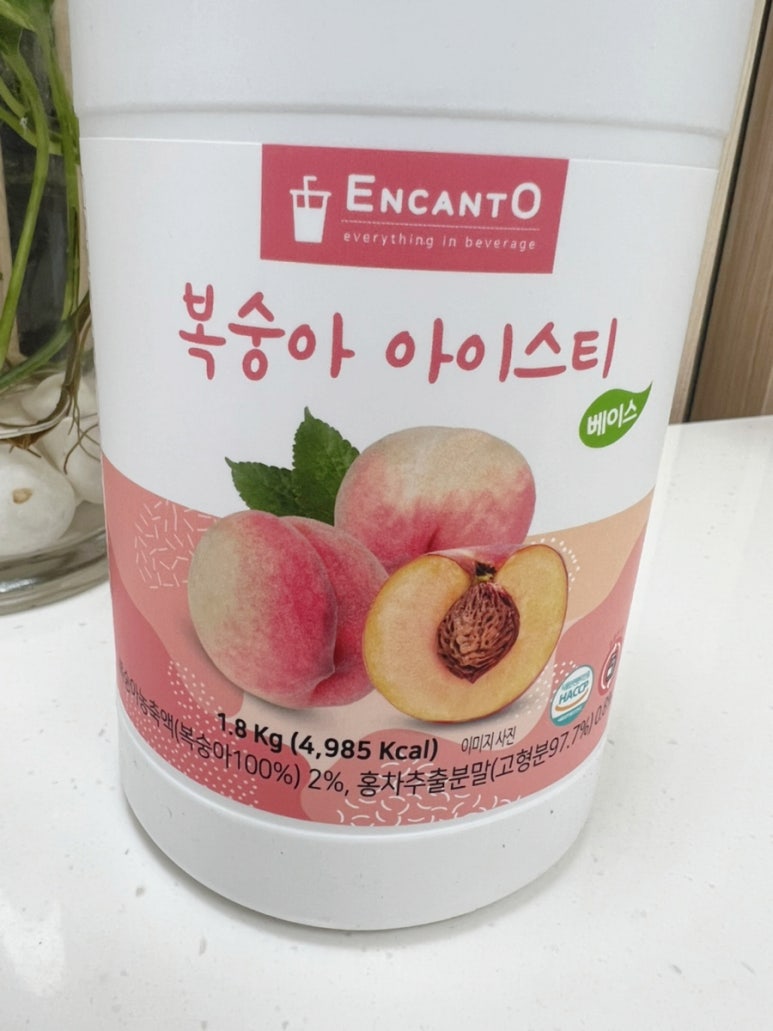 ENCANTO
everything in beverage
복숭아 아이스티
베이스
HACCP
1.8 Kg (4,985 Kcal)
이미지 사진
복숭아농축액(복숭아100%) 2%, 홍차추출분말(고형분97.7%)